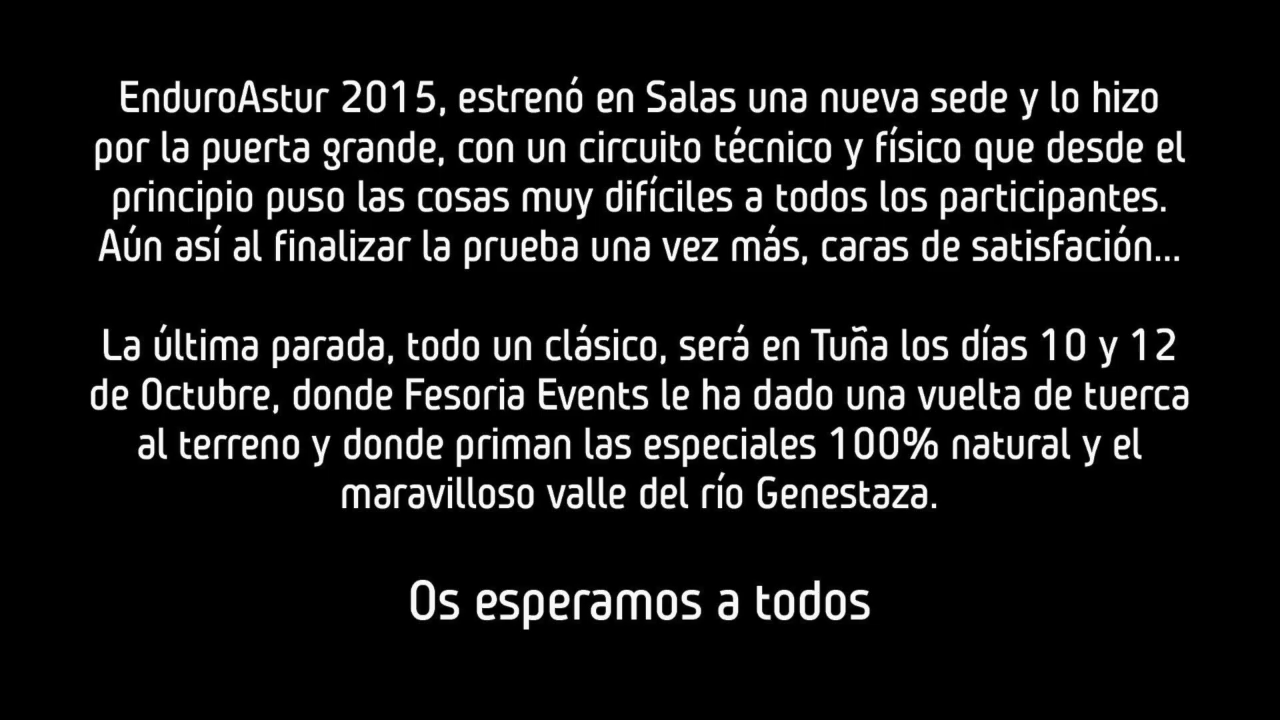 EnduroAstur 2015, estrenó en Salas una nueva sede y lo hizo
por la puerta grande, con un circuito técnico y físico que desde el
principio puso las cosas muy difíciles a todos los participantes.
Aún así al finalizar la prueba una vez más, caras de satisfación...
La última parada, todo un clásico, será en Tuña los días 10 y 12
de Octubre, donde Fesoria Events le ha dado una vuelta de tuerca
al terreno y donde priman las especiales 100% natural y el
maravilloso valle del río Genestaza.
Os esperamos a todos